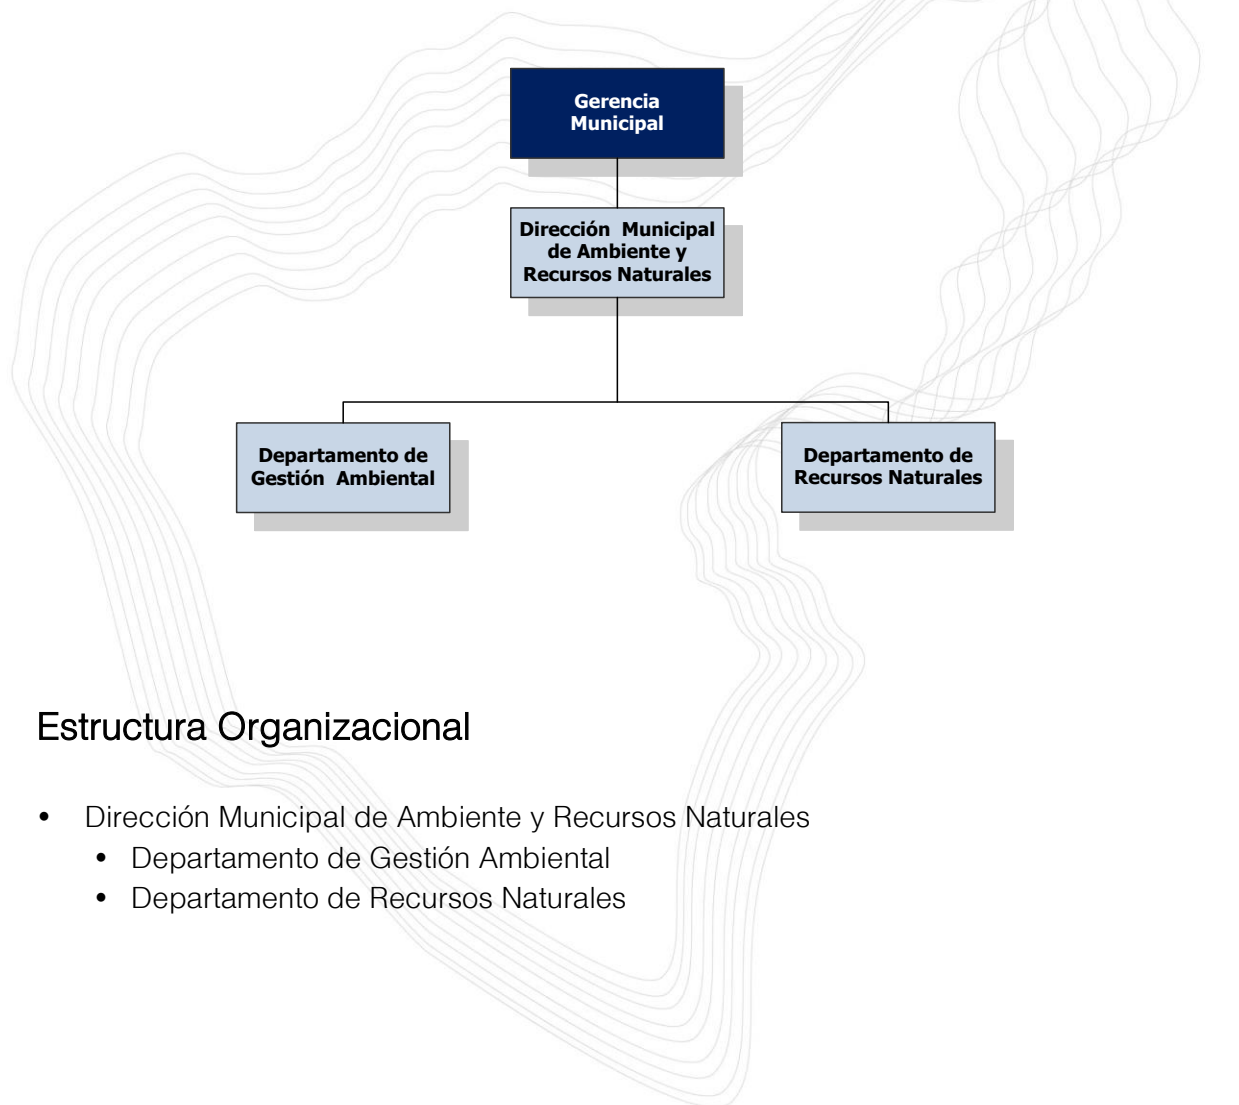 Gerencia
Municipal
Dirección Municipal
de Ambiente y
Recursos Naturales
Departamento de
Gestión Ambiental
Departamento de
Recursos Naturales
Estructura Organizacional
• Dirección Municipal de Ambiente y Recursos Naturales
• Departamento de Gestión Ambiental
• Departamento de Recursos Naturales